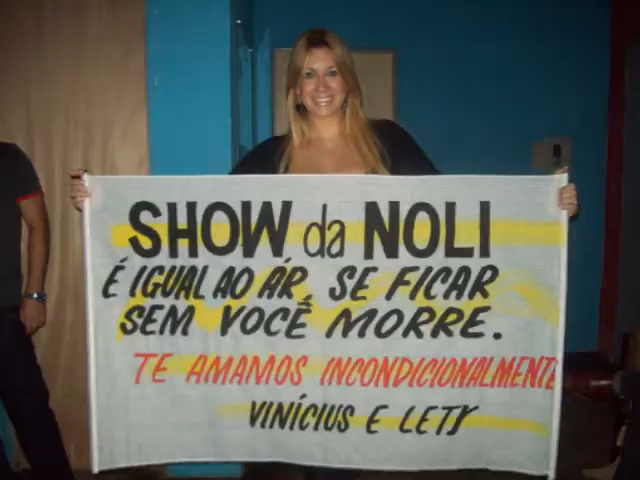 SHOW da NOLI
É IGUAL AO ÁR, SE FICAR
SEM VOCÊ MORRE.
TE AMAMOS INCONDICIONALMENTE
VINÍCIUS E LETY